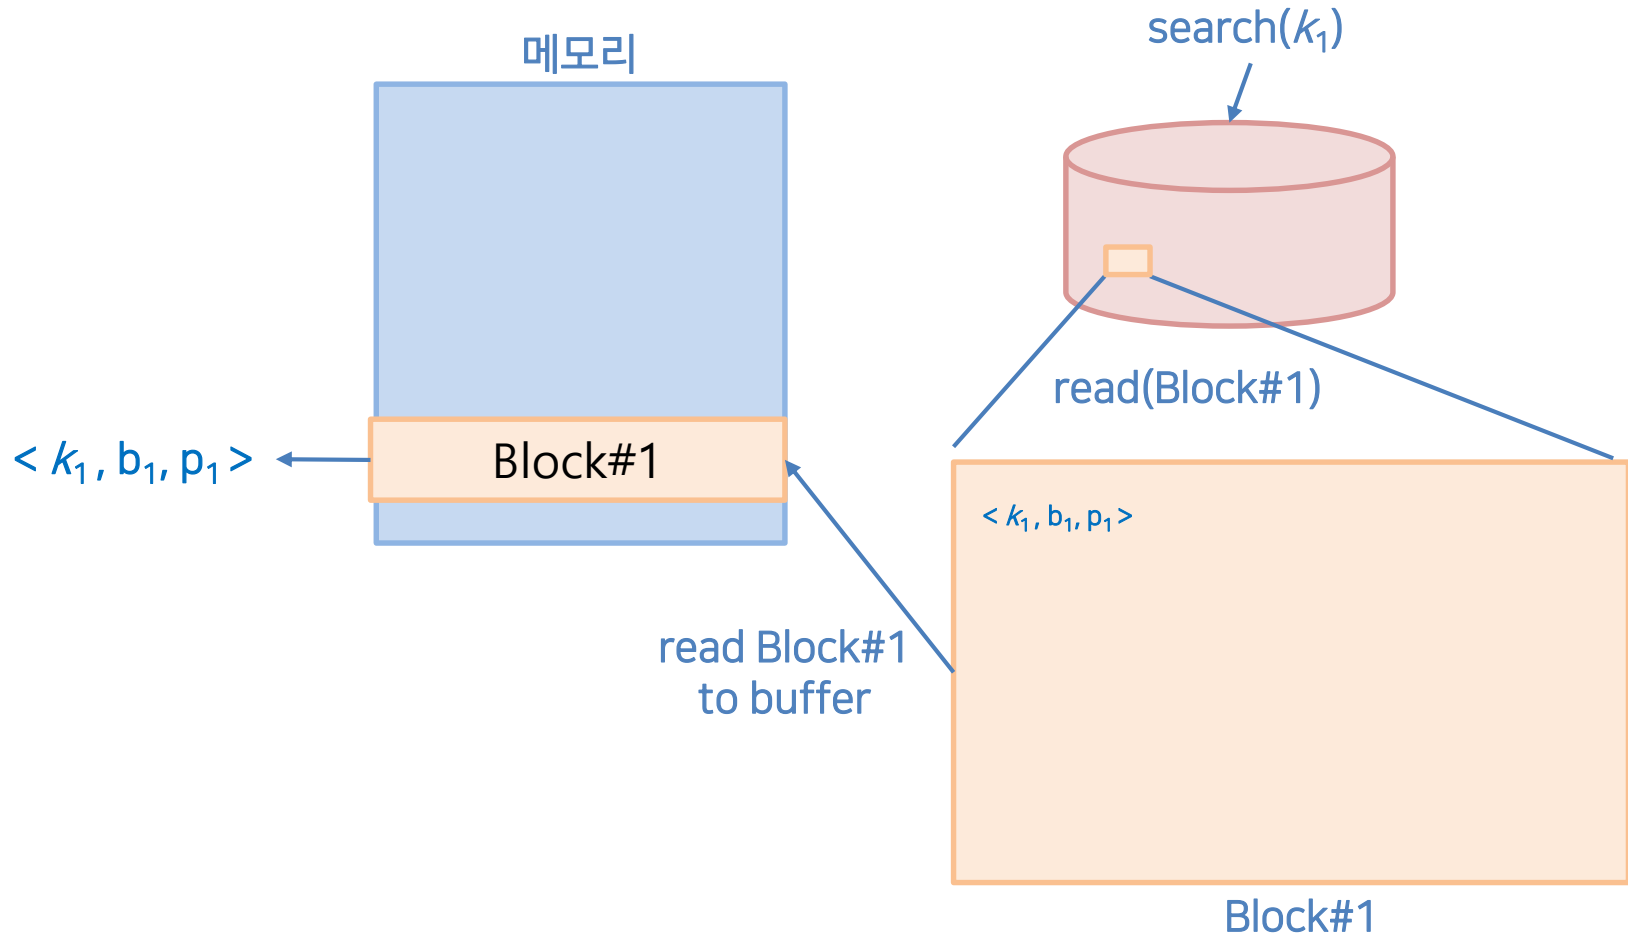 메모리
search(k₁)
read(Block#1)
< k₁ , b₁, p₁ >
Block#1
< k₁ , b₁, p₁ >
read Block#1
to buffer
Block#1